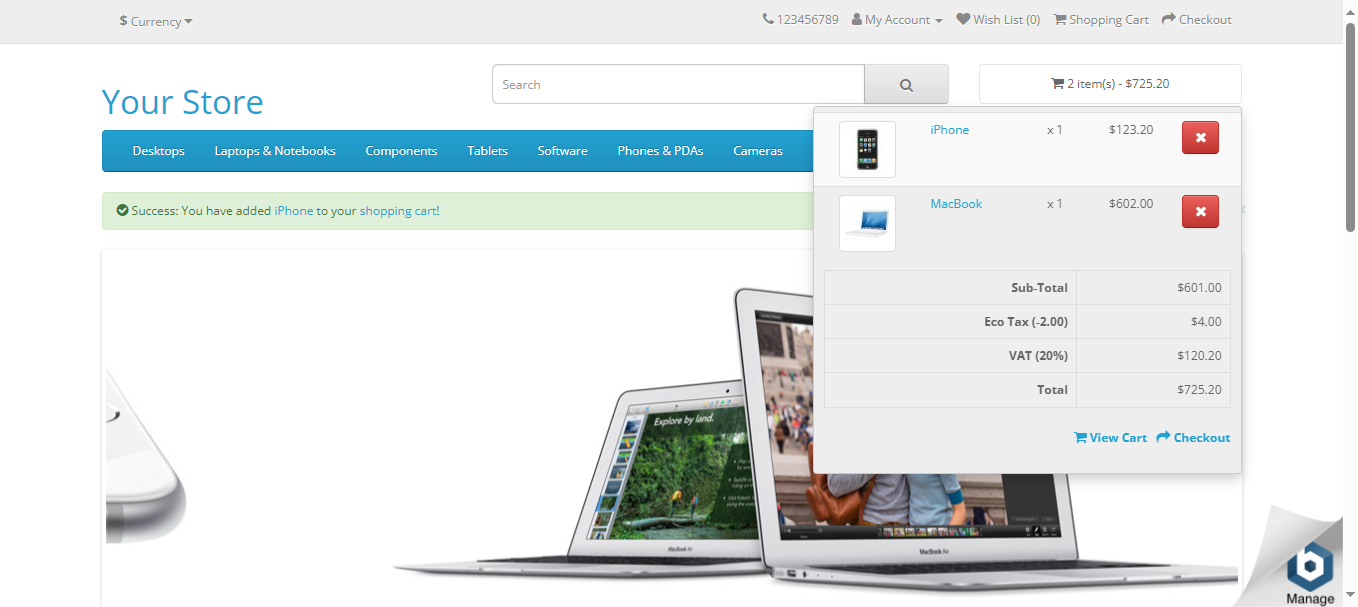 $ Currency
123456789 My Account Wish List (0) Shopping Cart Checkout
Your Store
Search
2 item(s) - $725.20
Desktops Laptops & Notebooks Components Tablets Software Phones & PDAs Cameras
iPhone x 1 $123.20
MacBook x 1 $602.00
Success: You have added iPhone to your shopping cart!
Sub-Total $601.00
Eco Tax (-2.00) $4.00
VAT (20%) $120.20
Total $725.20
View Cart Checkout
Explore by land.
MacBook Air
MacBook Air
Manage